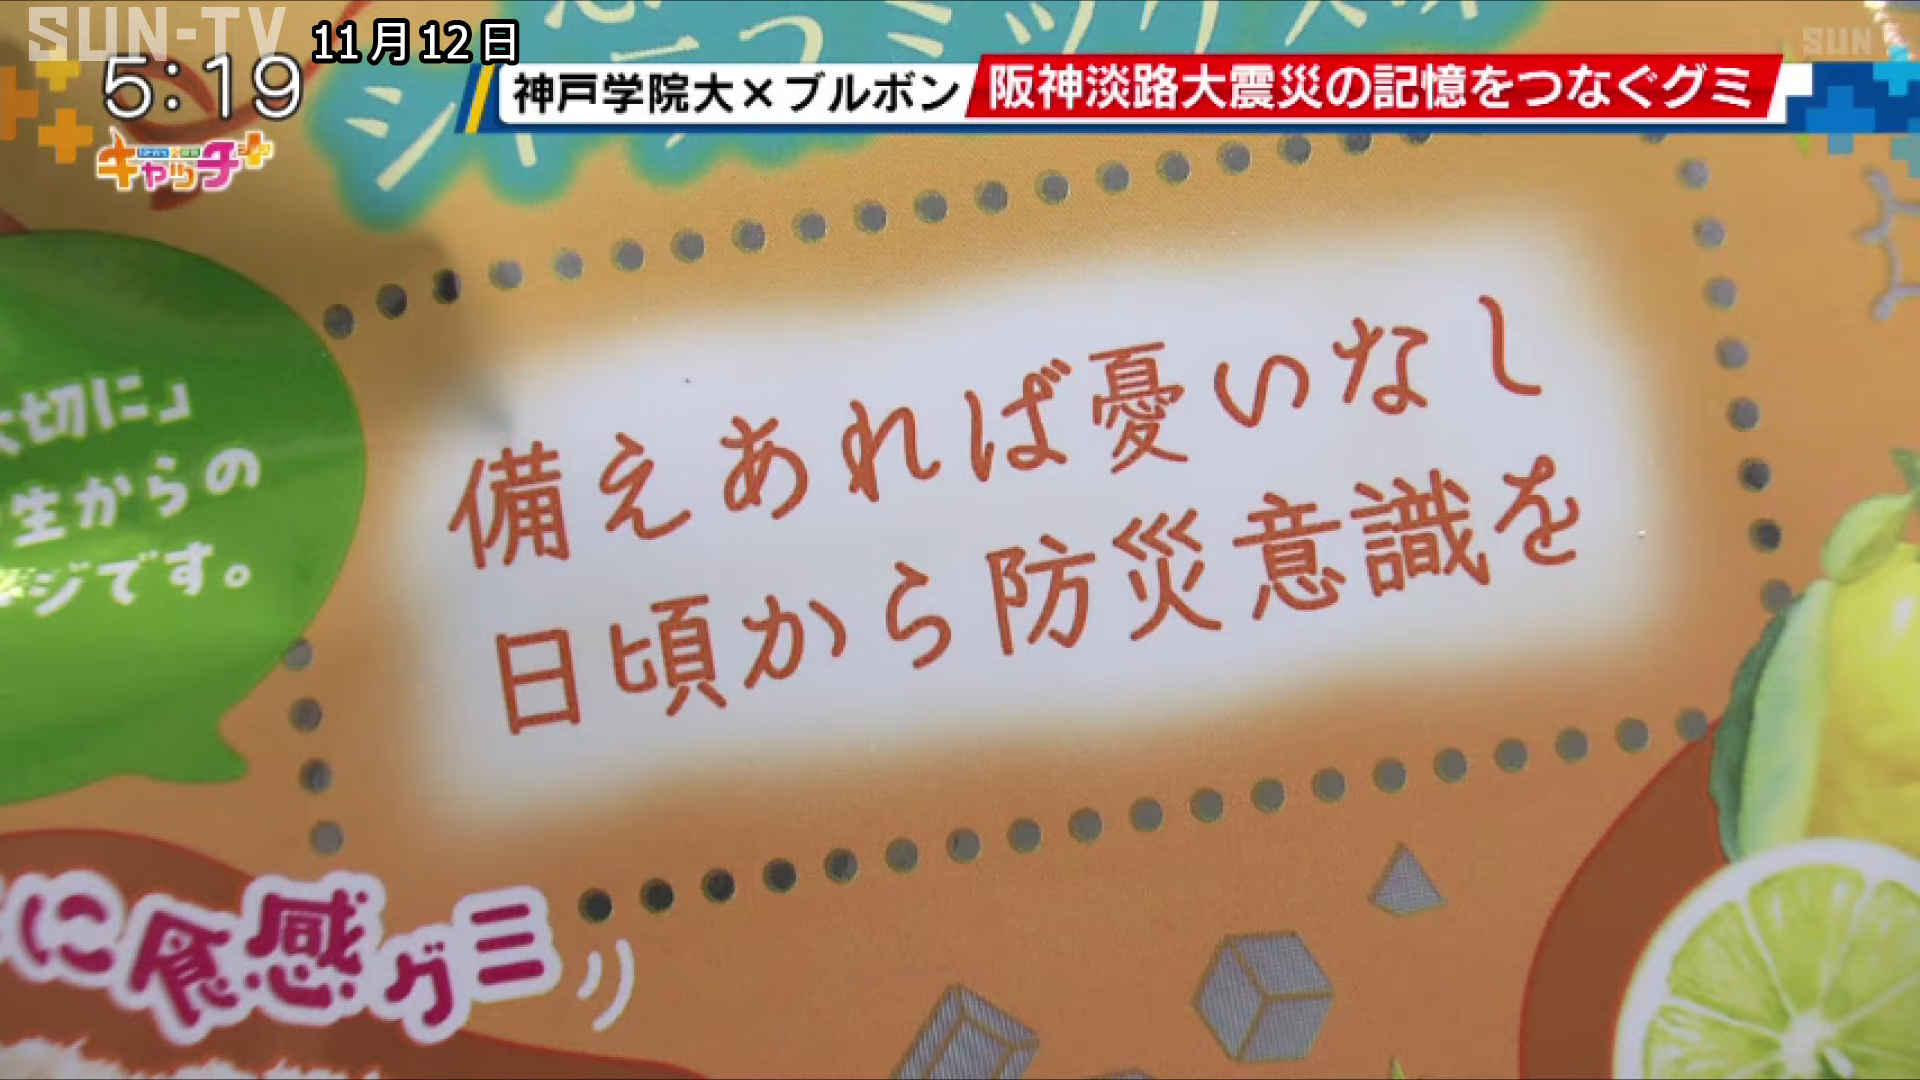 SUN-TV
11月12日
5:19
キャッチ+
神戸学院大×ブルボン
阪神淡路大震災の記憶をつなぐグミ
SUN
備えあれば憂いなし
日頃から防災意識を
切に」
生からの
ジです。
に食感グミ